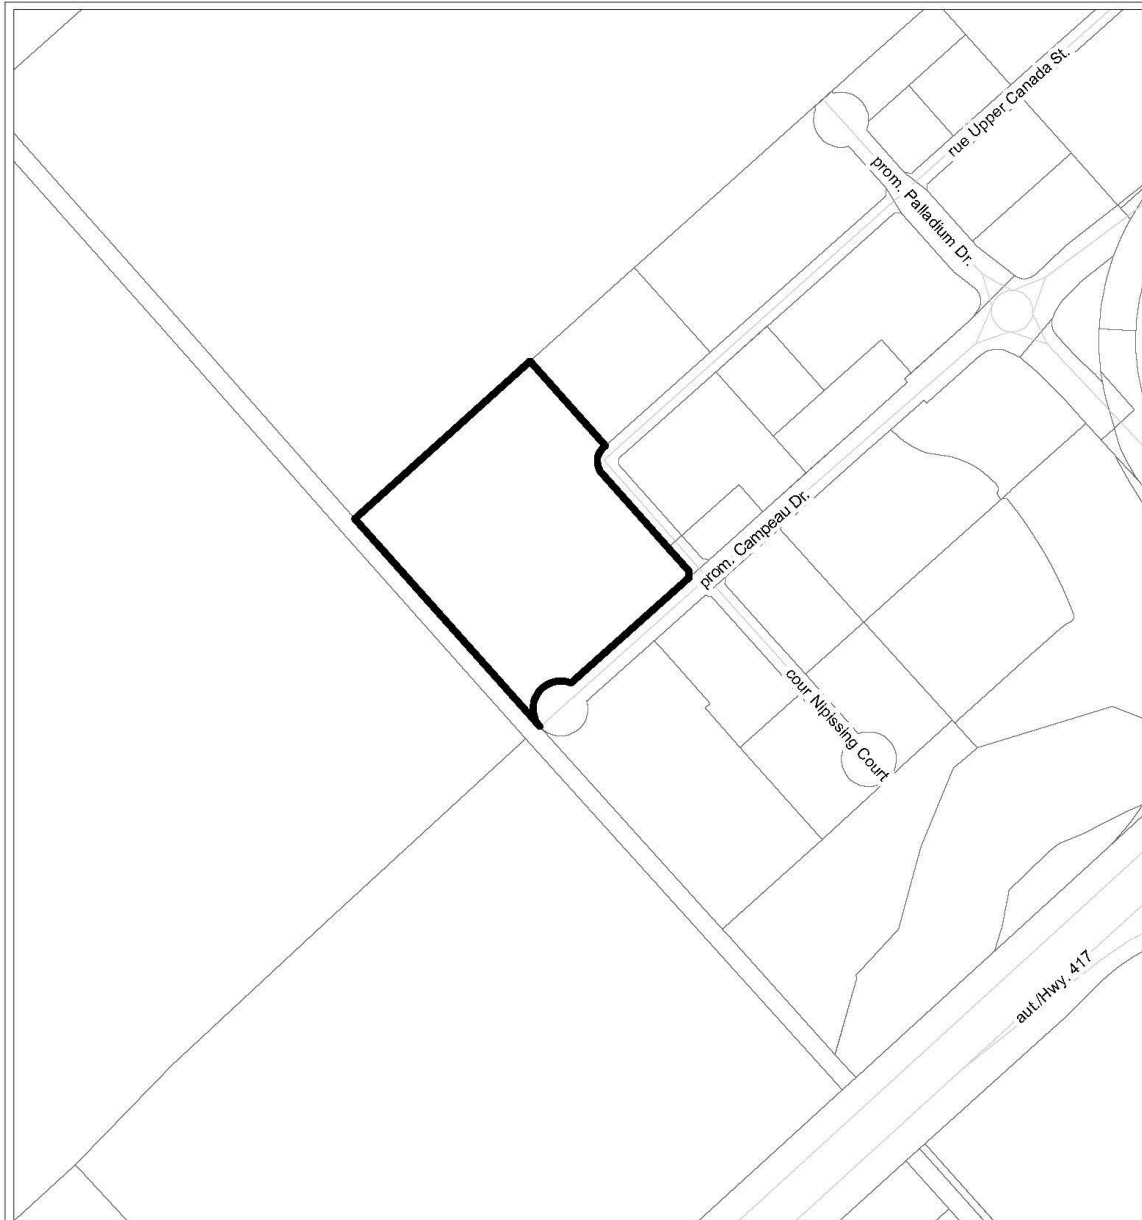 rue Upper Canada St.
prom. Palladium Dr.
prom. Campeau Dr.
cour Nipissing Court
aut./Hwy. 417